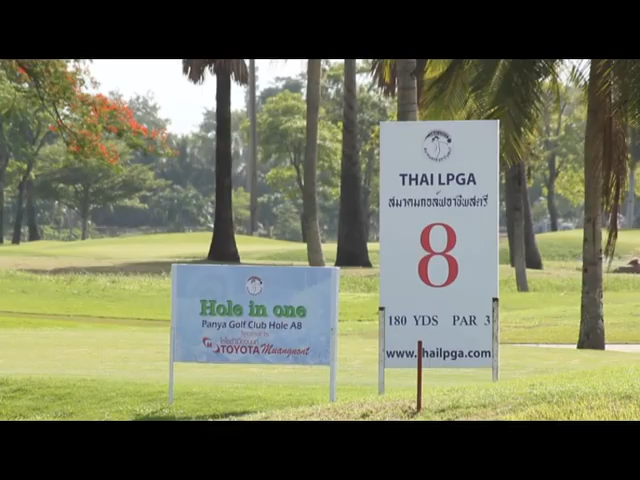 Hole in one
Panya Golf Club Hole A8
TOYOTA Muangnont
THAI LPGA
สมาคมกอล์ฟอาชีพสตรี
8
180 YDS PAR 3
www.ThailPGA.com